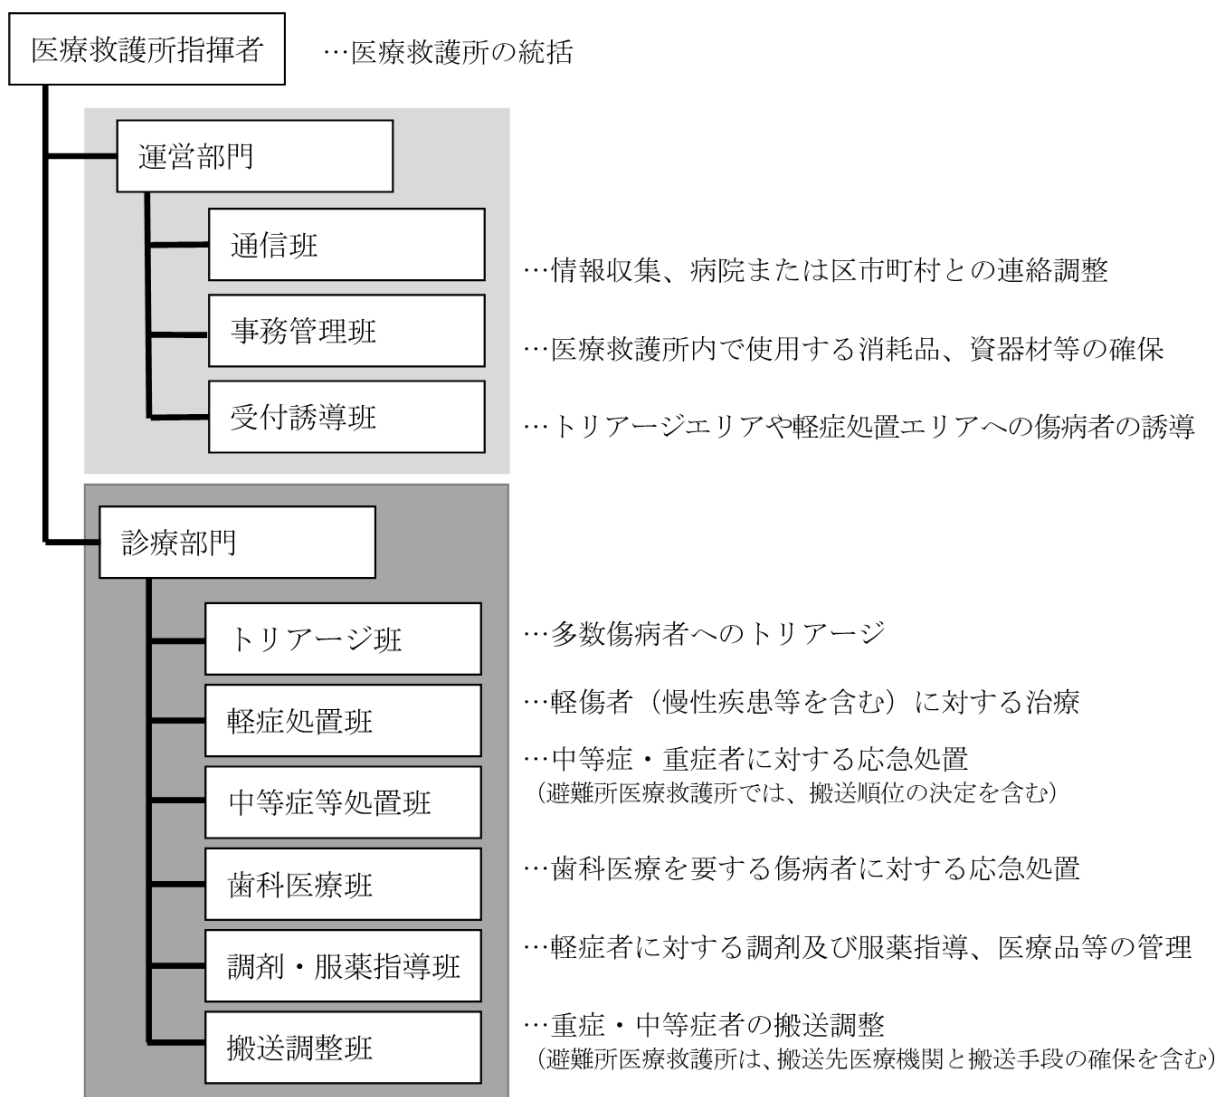 医療救護所指揮者 …医療救護所の統括
運営部門
通信班
…情報収集、病院または区市町村との連絡調整
事務管理班
…医療救護所内で使用する消耗品、資器材等の確保
受付誘導班
…トリアージエリアや軽症処置エリアへの傷病者の誘導
診療部門
トリアージ班 …多数傷病者へのトリアージ
軽症処置班 …軽傷者（慢性疾患等を含む）に対する治療
中等症等処置班 …中等症・重症者に対する応急処置
（避難所医療救護所では、搬送順位の決定を含む）
歯科医療班 …歯科医療を要する傷病者に対する応急処置
調剤・服薬指導班 …軽症者に対する調剤及び服薬指導、医療品等の管理
搬送調整班 …重症・中等症者の搬送調整
（避難所医療救護所は、搬送先医療機関と搬送手段の確保を含む）